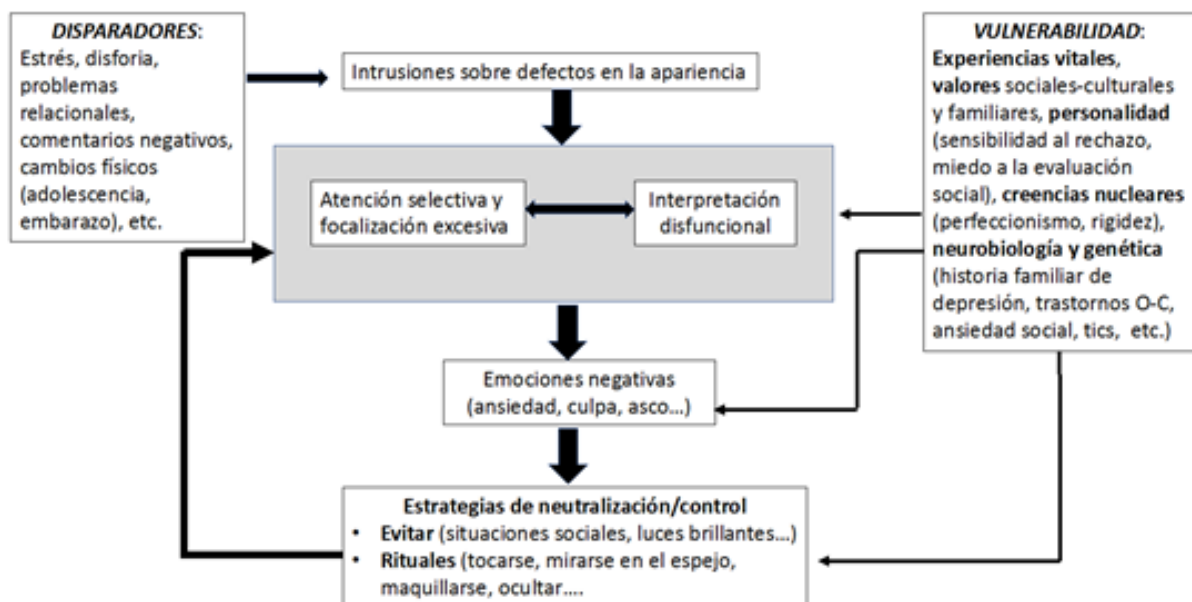 DISPARADORES:
Estrés, disforia,
problemas
relacionales,
comentarios negativos,
cambios físicos
(adolescencia,
embarazo), etc.
Intrusiones sobre defectos en la apariencia
Atención selectiva y
focalización excesiva
Interpretación
disfuncional
Emociones negativas
(ansiedad, culpa, asco...)
Estrategias de neutralización/control
• Evitar (situaciones sociales, luces brillantes...)
• Rituales (tocarse, mirarse en el espejo,
maquillarse, ocultar....
VULNERABILIDAD:
Experiencias vitales,
valores sociales-culturales
y familiares, personalidad
(sensibilidad al rechazo,
miedo a la evaluación
social), creencias nucleares
(perfeccionismo, rigidez),
neurobiología y genética
(historia familiar de
depresión, trastornos O-C,
ansiedad social, tics, etc.)